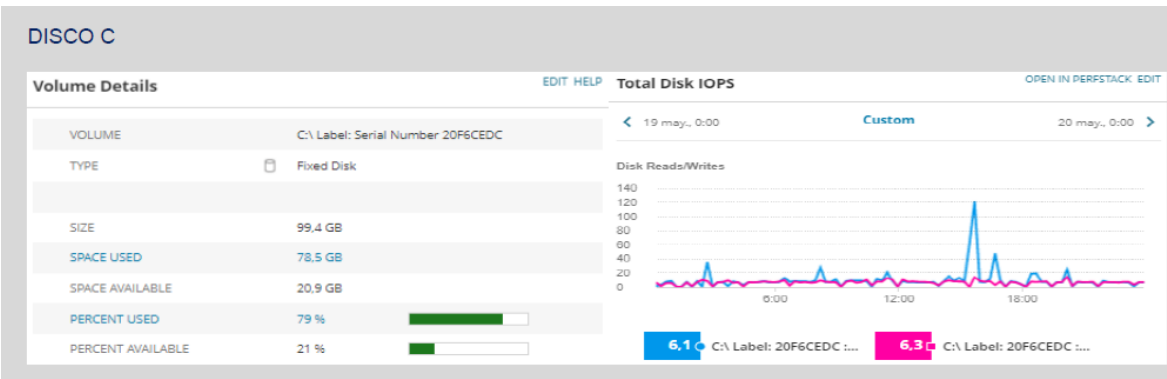 DISCO C
Volume Details
EDIT HELP
VOLUME C:\ Label: Serial Number 20F6CEDC
TYPE Fixed Disk
SIZE 99,4 GB
SPACE USED 78,5 GB
SPACE AVAILABLE 20,9 GB
PERCENT USED 79 %
PERCENT AVAILABLE 21 %
Total Disk IOPS
OPEN IN PERFSTACK EDIT
19 may., 0:00 Custom 20 may., 0:00
Disk Reads/Writes
140
120
100
80
60
40
20
0
6:00 12:00 18:00
6,1 C:\ Label: 20F6CEDC :...
6,3 C:\ Label: 20F6CEDC :...